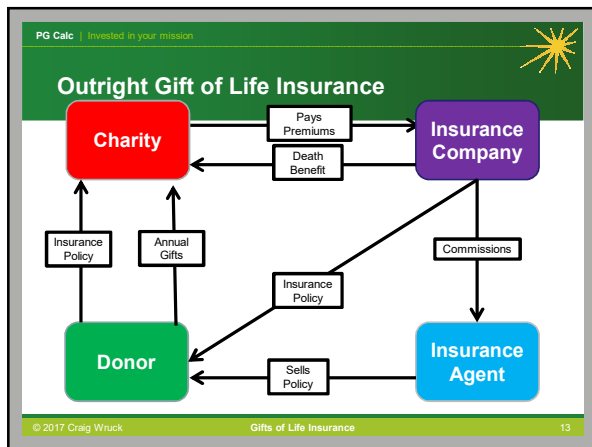 PG Calc | Invested in your mission
Outright Gift of Life Insurance
Charity
Pays
Premiums
Insurance
Company
Death
Benefit
Insurance
Policy
Annual
Gifts
Commissions
Insurance
Policy
Donor
Sells
Policy
Insurance
Agent
© 2017 Craig Wruck
Gifts of Life Insurance
13